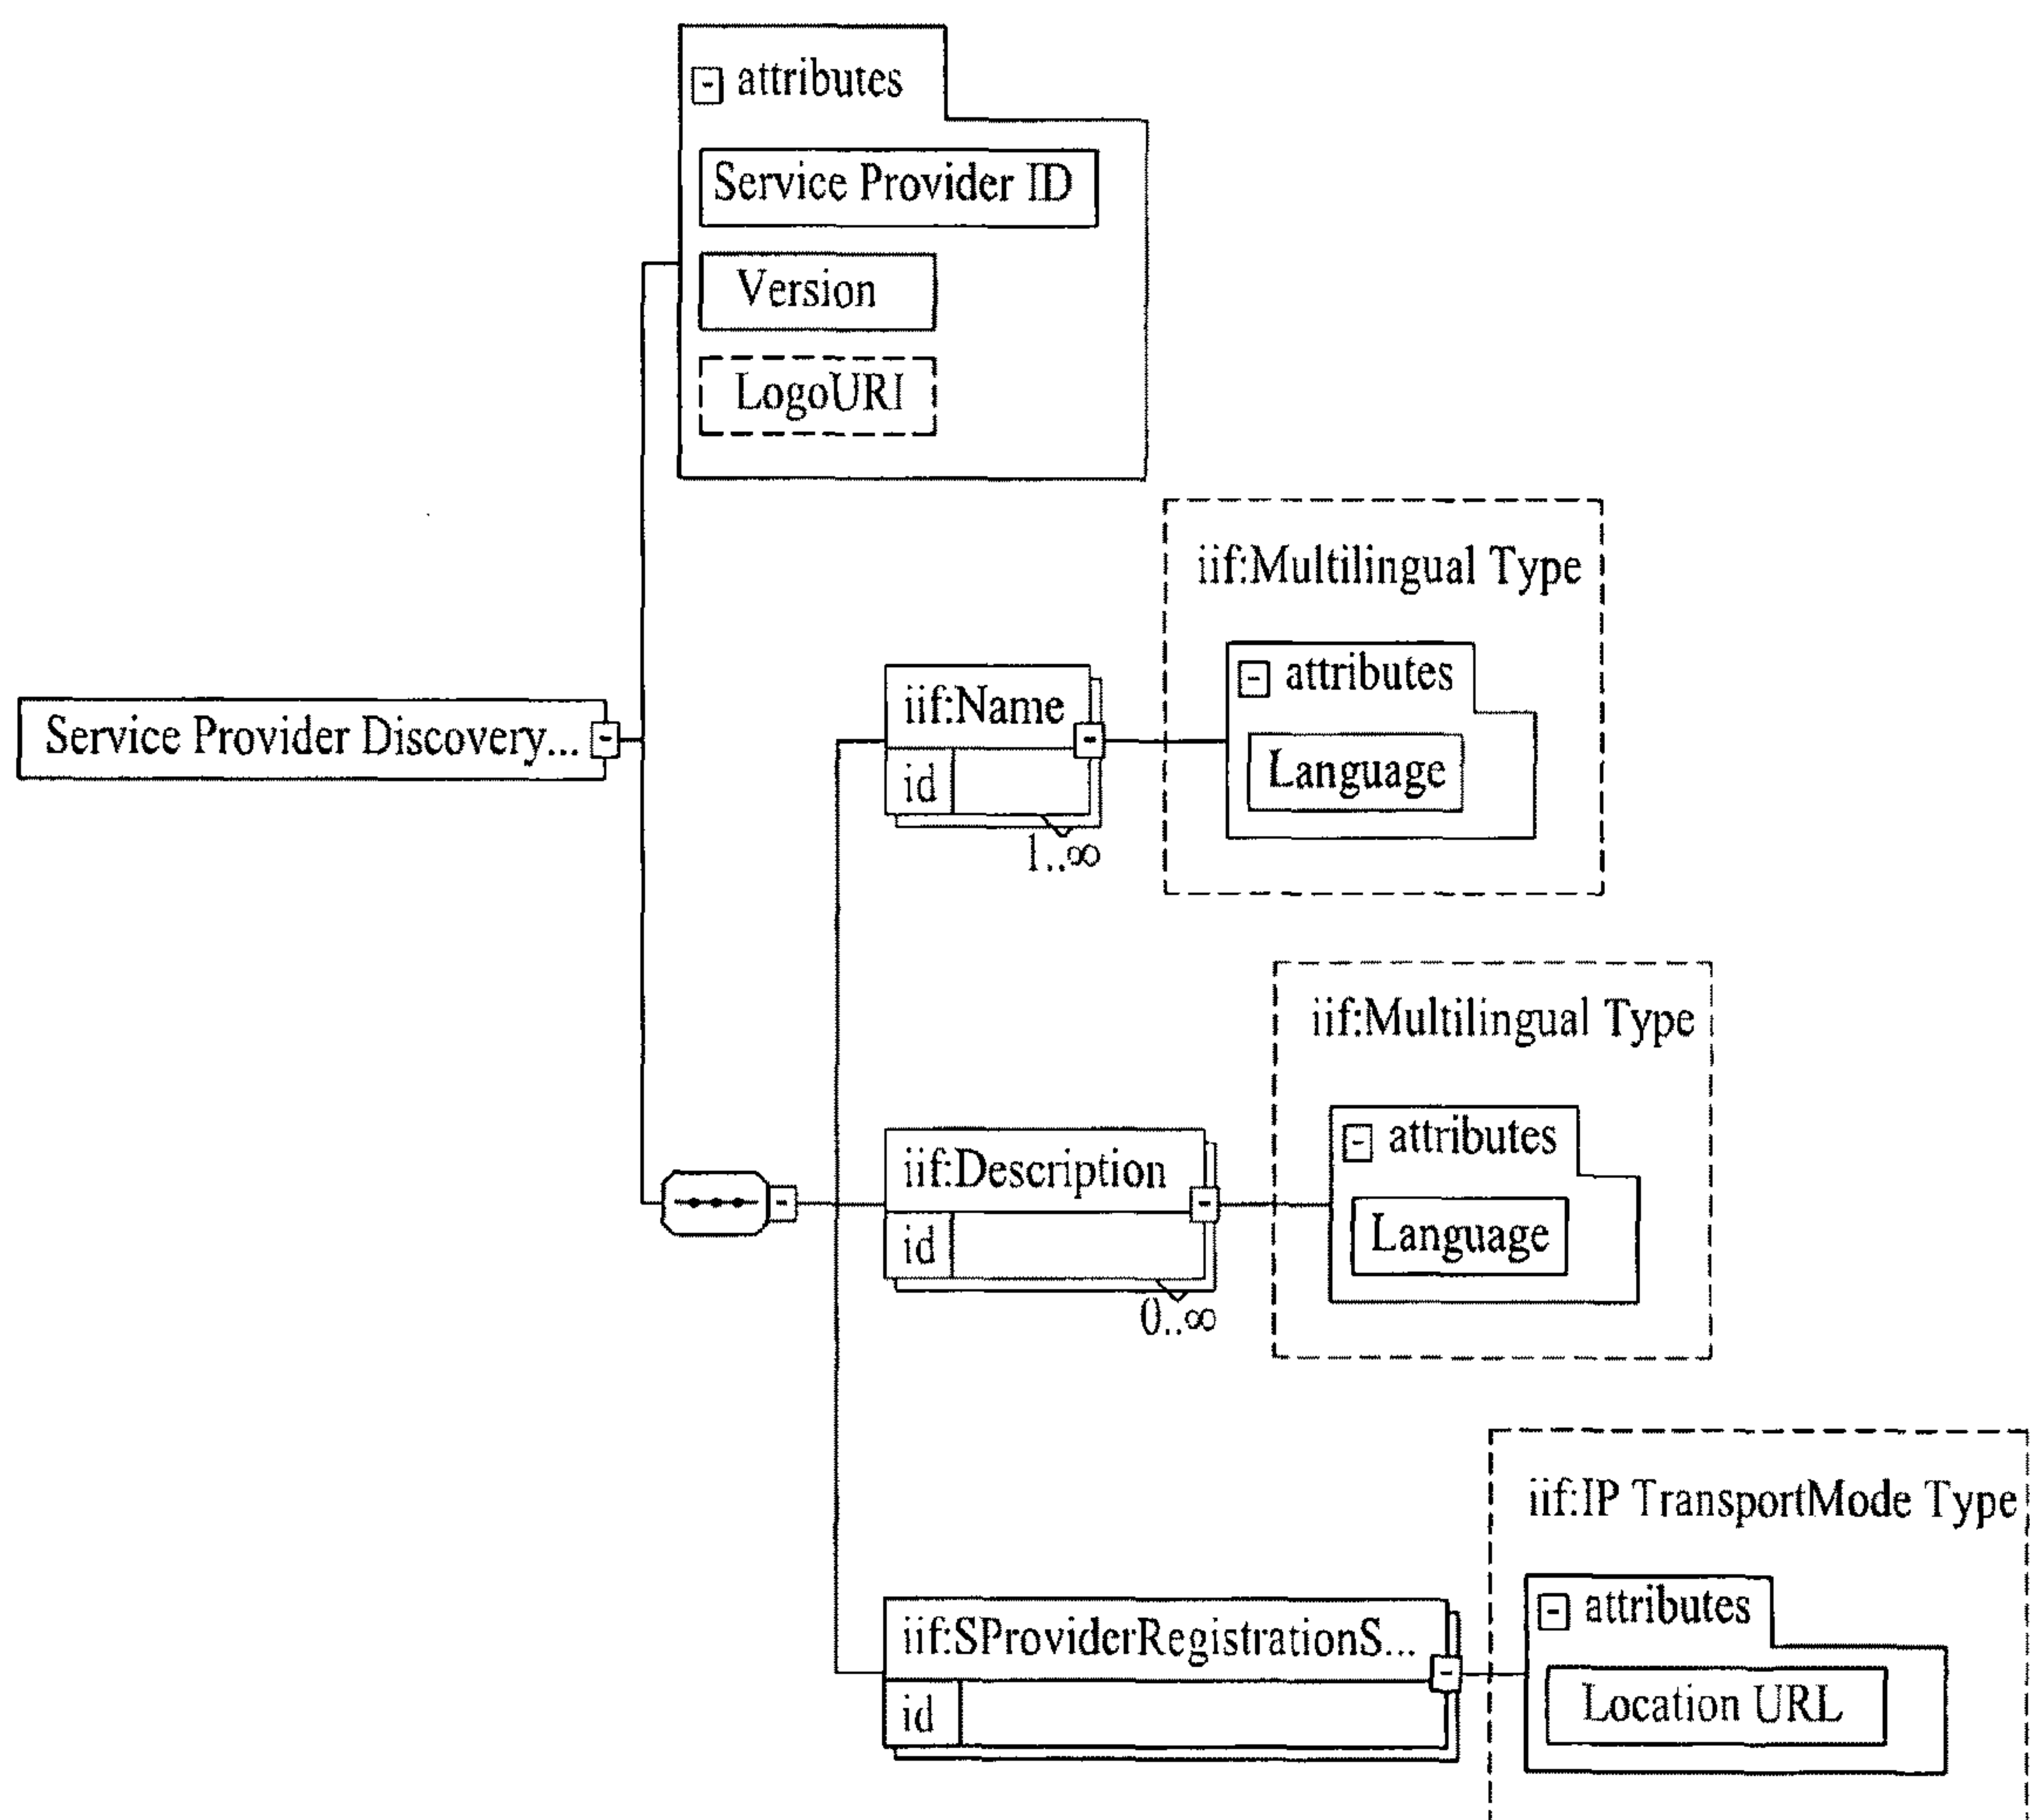 attributes
Service Provider ID
Version
LogoURI
Service Provider Discovery...
iif:Multilingual Type
iif:Name
id
1..∞
attributes
Language
iif:Multilingual Type
iif:Description
id
0..∞
attributes
Language
iif:IP TransportMode Type
iif:SProviderRegistrationS...
id
attributes
Location URL